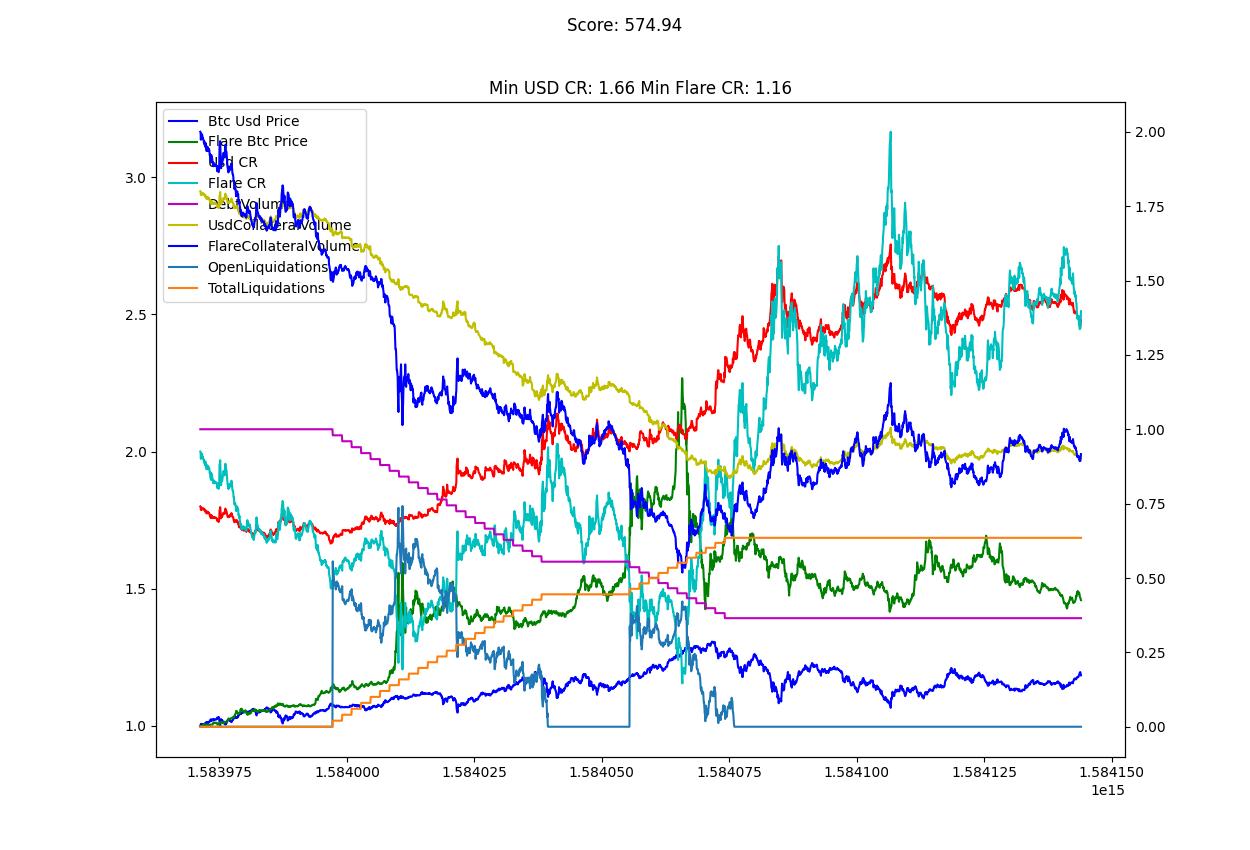 Score: 574.94
Min USD CR: 1.66 Min Flare CR: 1.16
Btc Usd Price
Flare Btc Price
Usd CR
Flare CR
DebtVolume
UsdCollateralVolume
FlareCollateralVolume
OpenLiquidations
TotalLiquidations
3.0
2.5
2.0
1.5
1.0
2.00
1.75
1.50
1.25
1.00
0.75
0.50
0.25
0.00
1.583975
1.584000
1.584025
1.584050
1.584075
1.584100
1.584125
1.584150
1e15